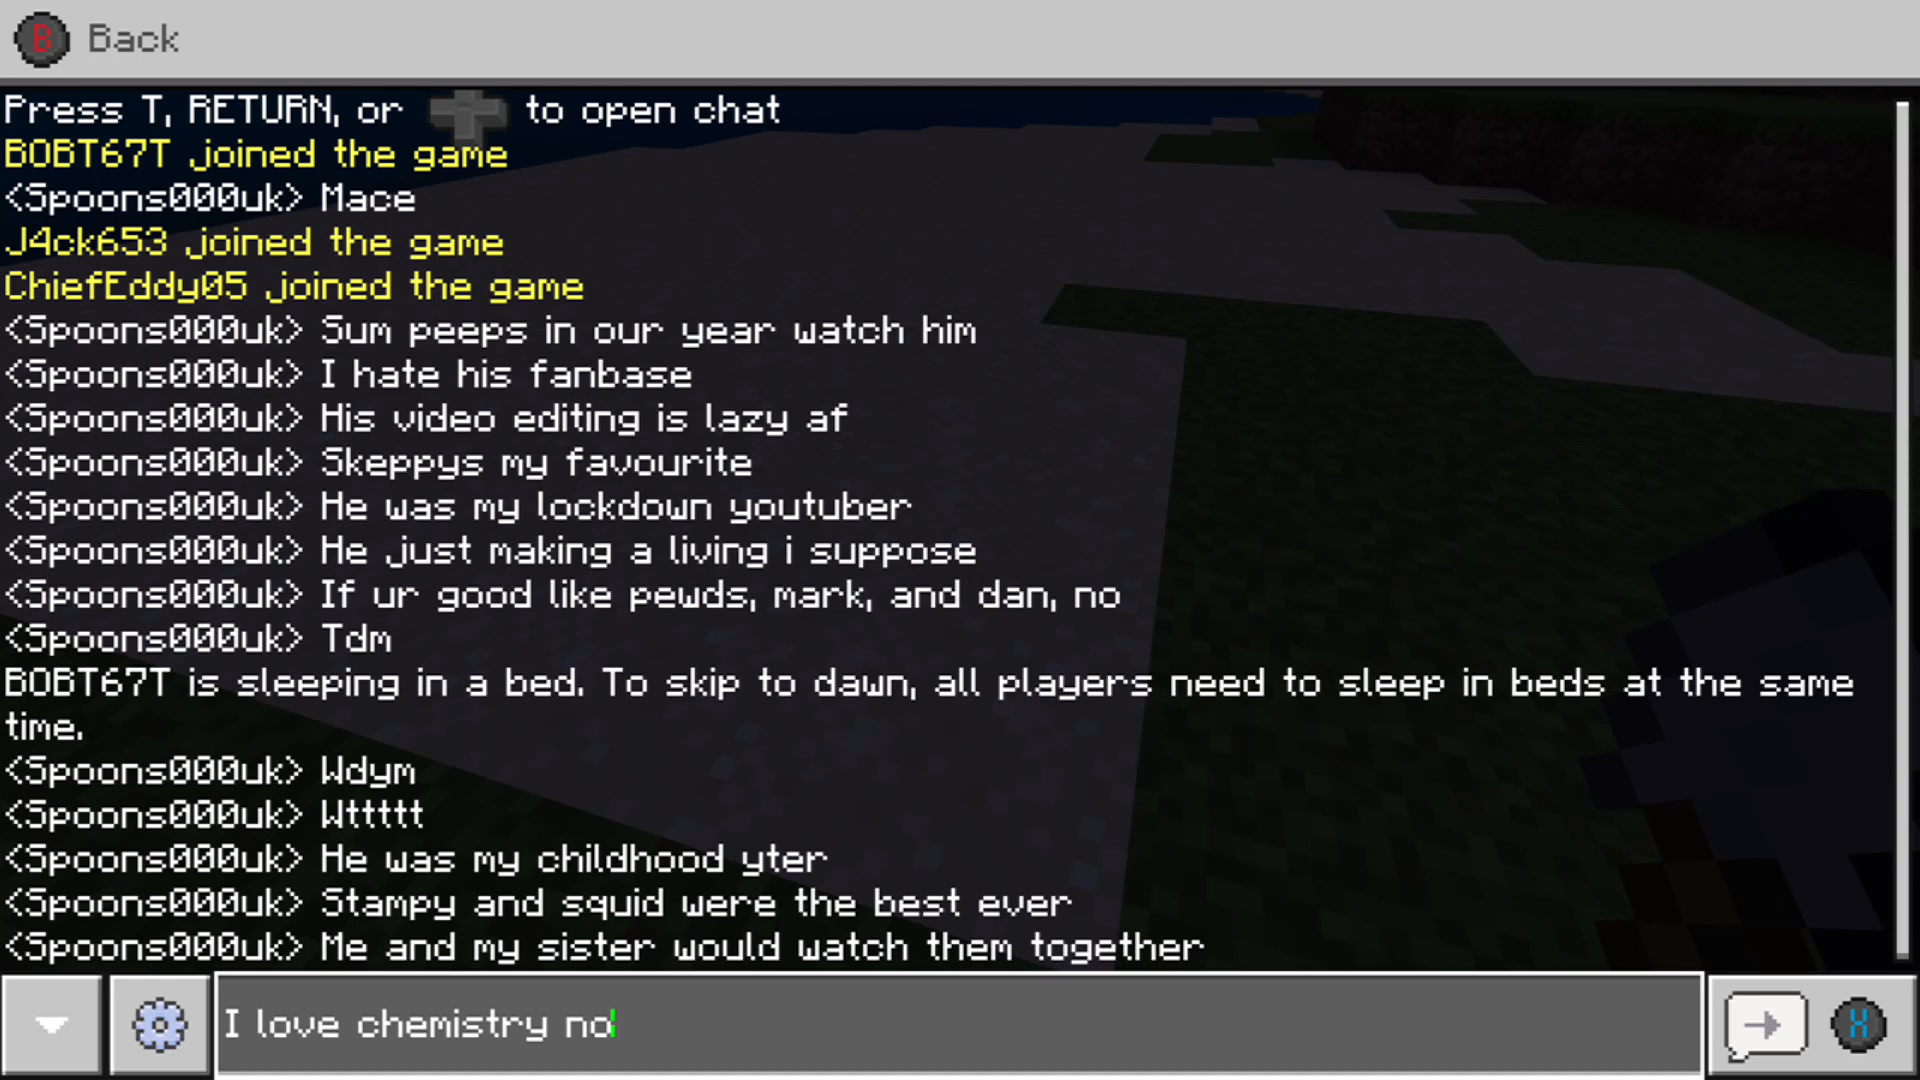 B Back
Press T, RETURN, or to open chat
BOBT67T joined the game
<Spoons000uk> Mace
J4ck653 joined the game
ChiefEddy05 joined the game
<Spoons000uk> Sum peeps in our year watch him
<Spoons000uk> I hate his fanbase
<Spoons000uk> His video editing is lazy af
<Spoons000uk> Skeppys my favourite
<Spoons000uk> He was my lockdown youtuber
<Spoons000uk> He just making a living i suppose
<Spoons000uk> If ur good like pewds, mark, and dan, no
<Spoons000uk> Tdm
BOBT67T is sleeping in a bed. To skip to dawn, all players need to sleep in beds at the same
time.
<Spoons000uk> Wdym
<Spoons000uk> Wttttt
<Spoons000uk> He was my childhood yter
<Spoons000uk> Stampy and squid were the best ever
<Spoons000uk> Me and my sister would watch them together
I love chemistry no
X